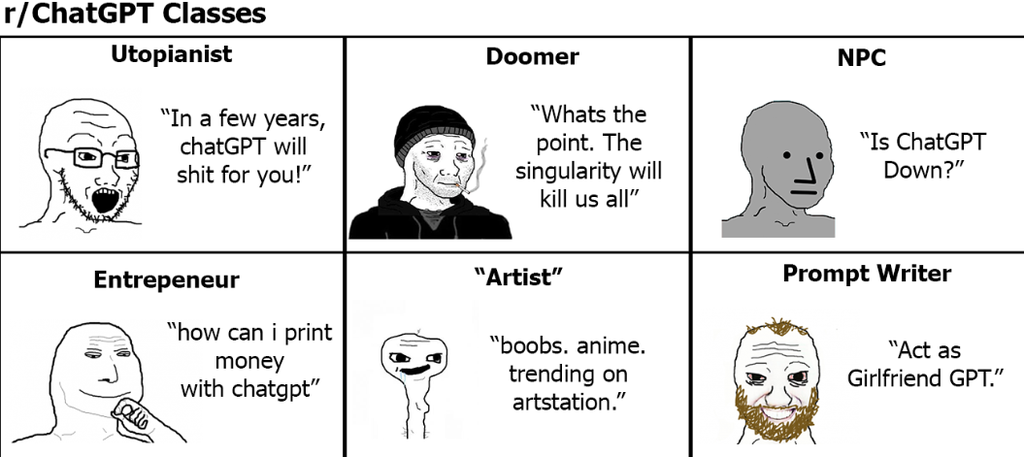 r/ChatGPT Classes
Utopianist
“In a few years,
chatGPT will
shit for you!”
Doomer
“Whats the
point. The
singularity will
kill us all”
NPC
“Is ChatGPT
Down?”
Entrepeneur
“how can i print
money
with chatgpt”
“Artist”
“boobs. anime.
trending on
artstation.”
Prompt Writer
“Act as
Girlfriend GPT.”